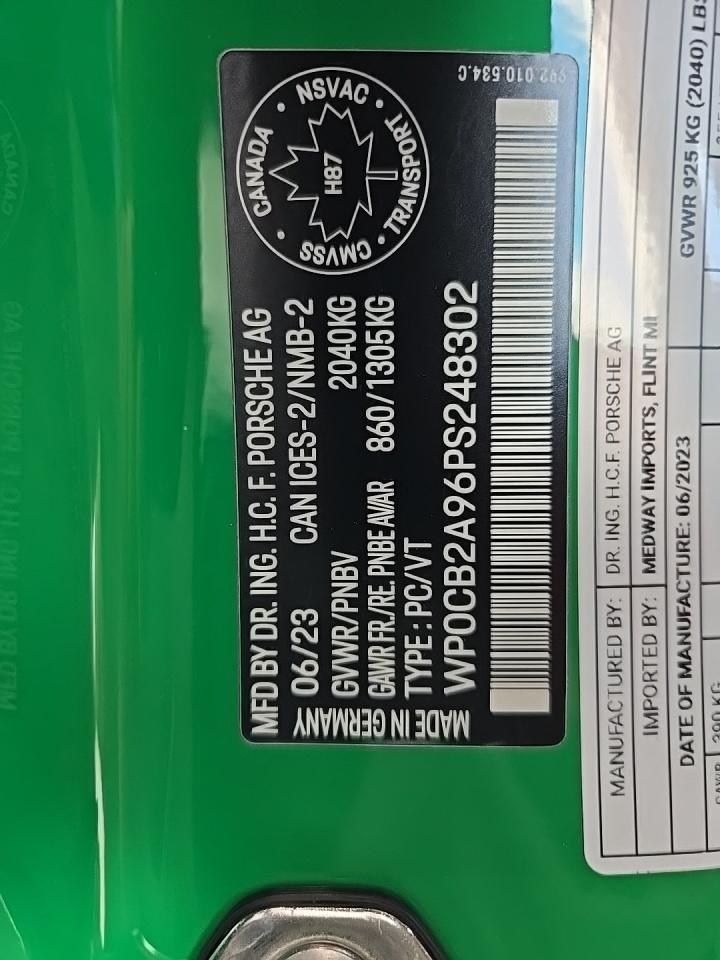 MFD BY DR. ING. H.C. F. PORSCHE AG
06/23 CAN ICES-2/NMB-2
GVWR/PNBV 2040KG
GAWR FR./RE. PNBE AV/AR 860/1305KG
TYPE : PC/VT
WP0CB2A96PS248302
MADE IN GERMANY
CANADA • NSVAC • TRANSPORT • CMVSS •
H87
992.010.534.C
MANUFACTURED BY: DR. ING. H.C.F. PORSCHE AG
IMPORTED BY: MEDWAY IMPORTS, FLINT MI
DATE OF MANUFACTURE: 06/2023 GVWR 925 KG (2040) LBS